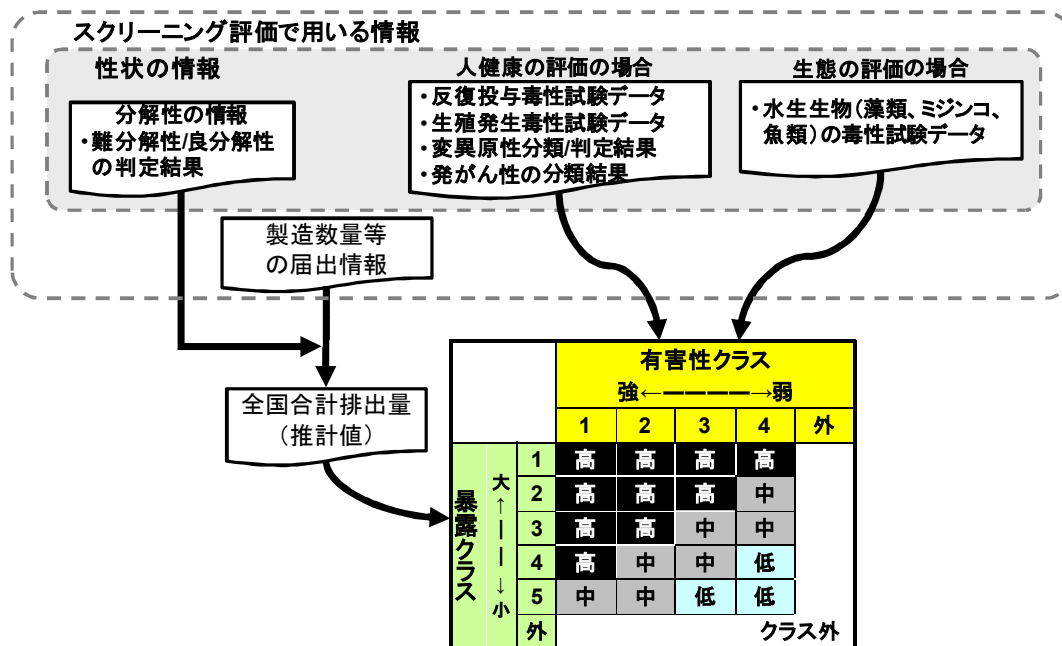 スクリーニング評価で用いる情報
性状の情報
分解性の情報
・難分解性/良分解性
の判定結果
人健康の評価の場合
・反復投与毒性試験データ
・生殖発生毒性試験データ
・変異原性分類/判定結果
・発がん性の分類結果
生態の評価の場合
・水生生物(藻類、ミジンコ、
魚類)の毒性試験データ
製造数量等
の届出情報
全国合計排出量
(推計値)
有害性クラス
強←――――→弱
1 2 3 4 外
暴露クラス
大↑||↓小
1 高 高 高 高
2 高 高 高 中
3 高 高 中 中
4 高 中 中 低
5 中 中 低 低
外 クラス外